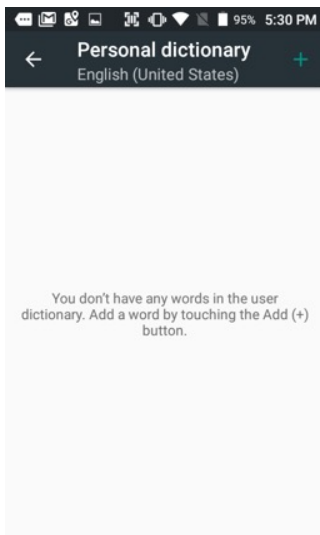 95% 5:30 PM
Personal dictionary
English (United States)
You don't have any words in the user
dictionary. Add a word by touching the Add (+)
button.